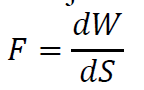 F = dW/dS